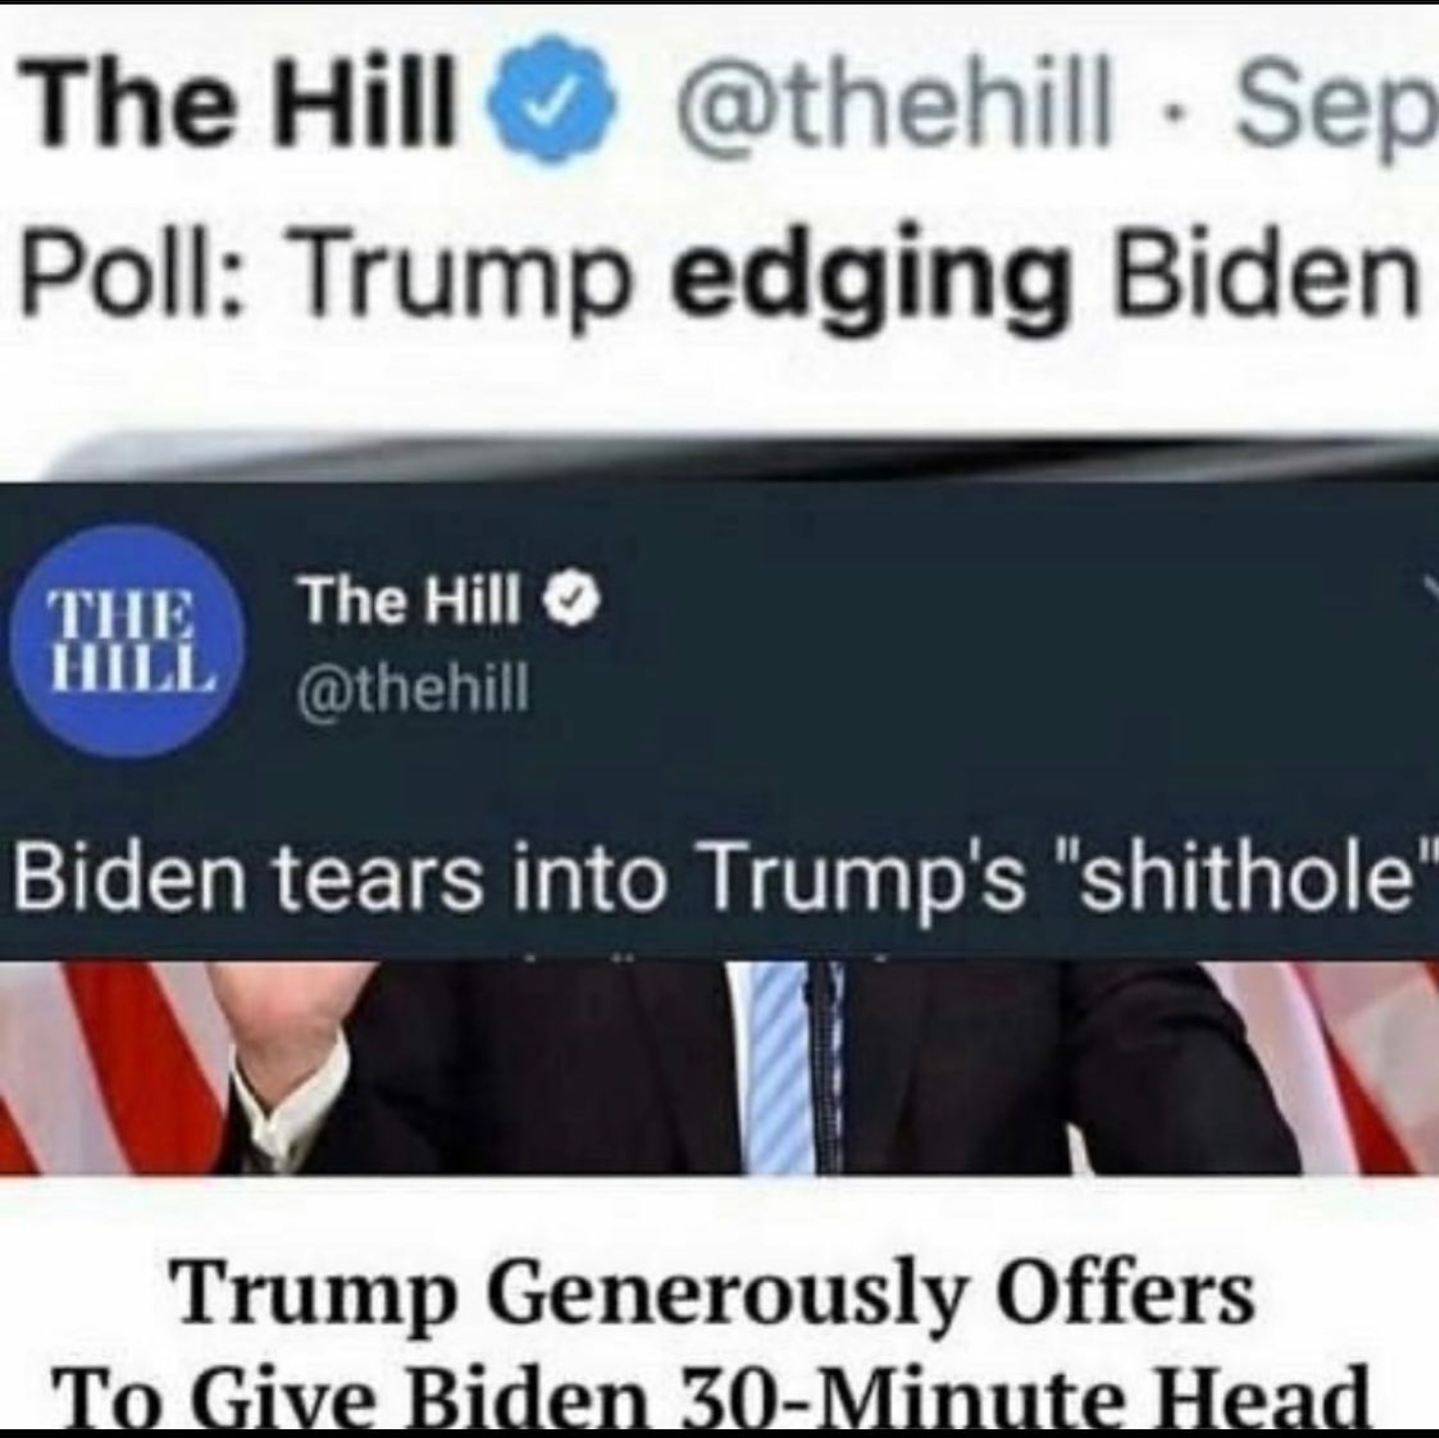 The Hill @thehill · Sep
Poll: Trump edging Biden
THE
HILL
The Hill
@thehill
Biden tears into Trump's "shithole"
Trump Generously Offers
To Give Biden 30-Minute Head